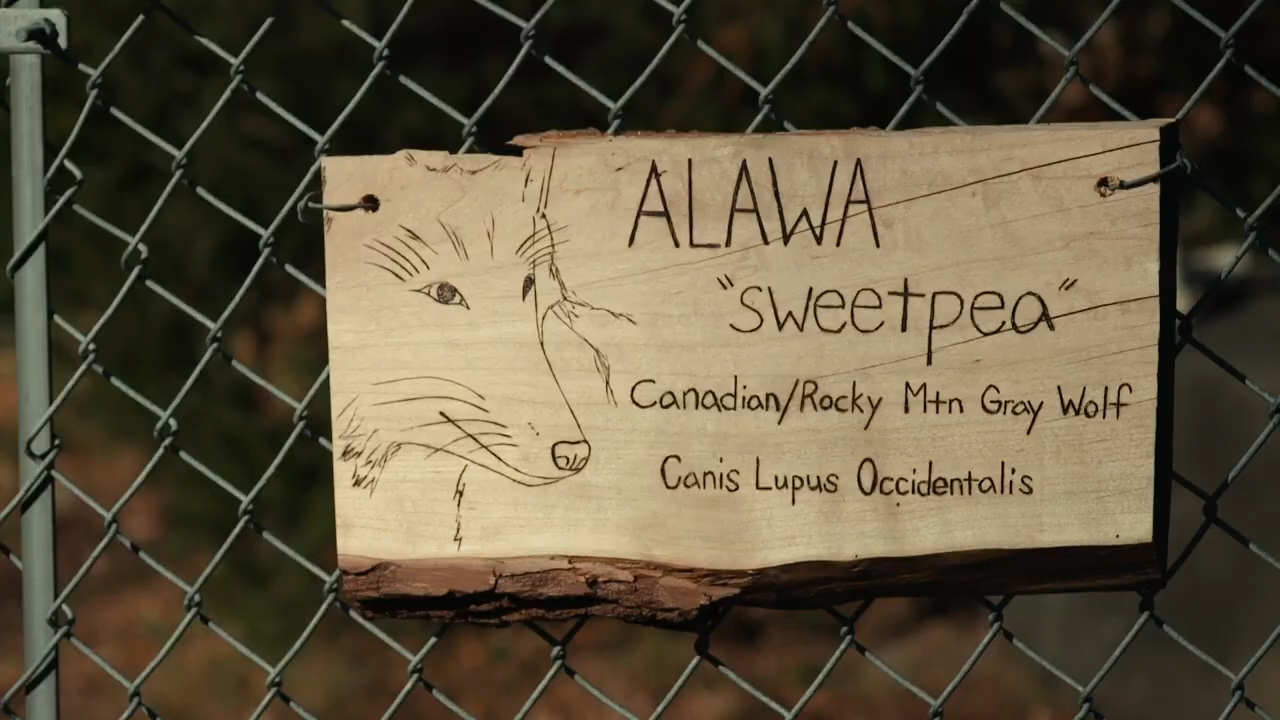 ALAWA
"sweetpea"
Canadian/Rocky Mtn Gray Wolf
Canis Lupus Occidentalis